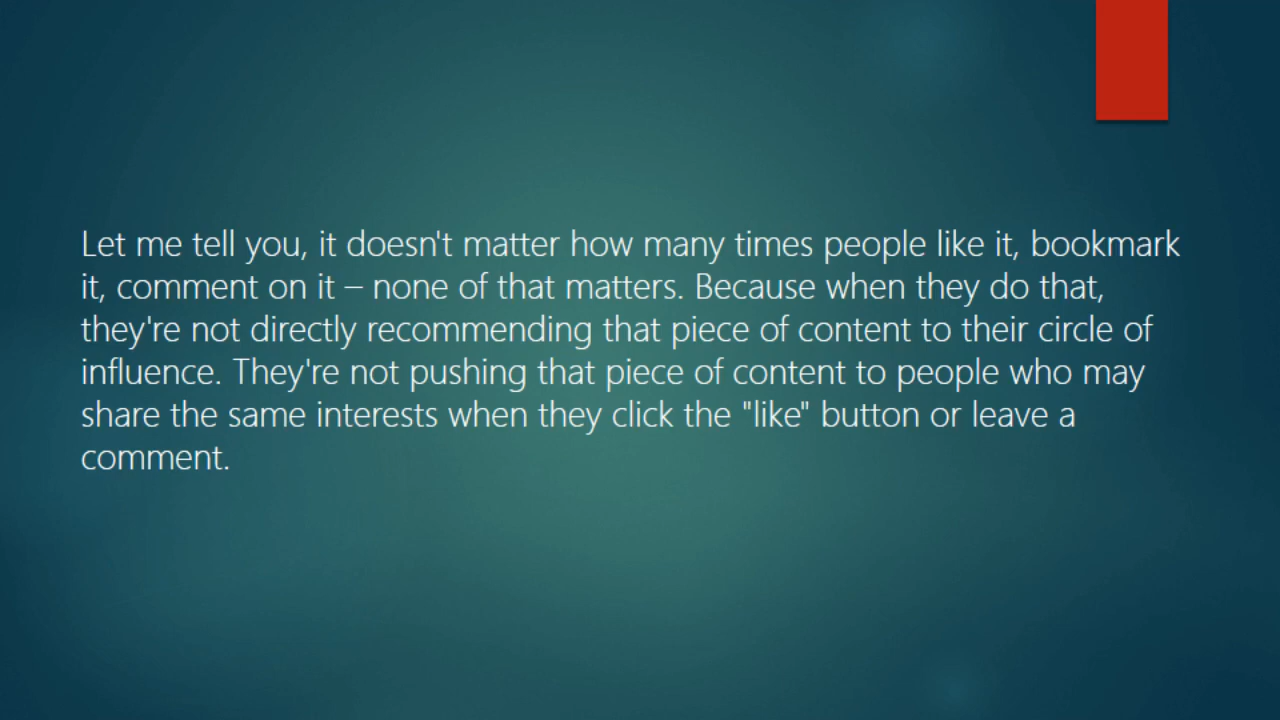 Let me tell you, it doesn't matter how many times people like it, bookmark
it, comment on it – none of that matters. Because when they do that,
they're not directly recommending that piece of content to their circle of
influence. They're not pushing that piece of content to people who may
share the same interests when they click the "like" button or leave a
comment.